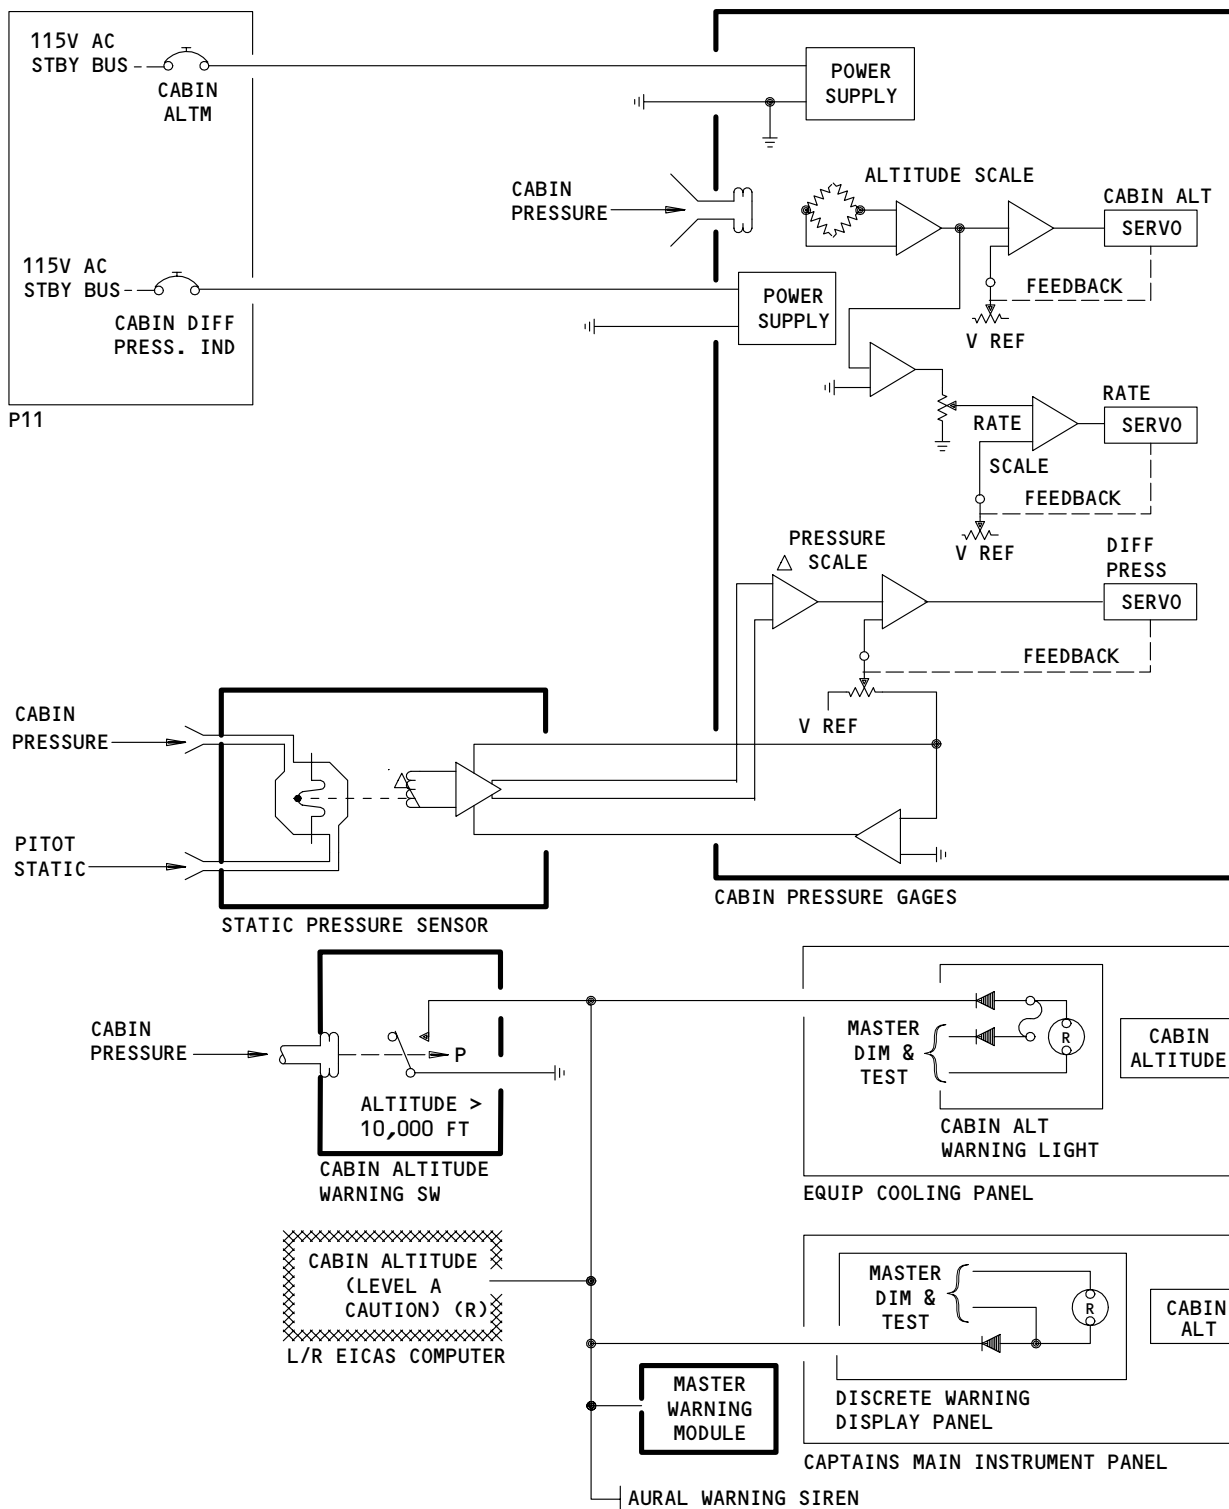 115V AC
STBY BUS
CABIN
ALTM
POWER
SUPPLY
CABIN
PRESSURE
ALTITUDE SCALE
CABIN ALT
SERVO
FEEDBACK
V REF
115V AC
STBY BUS
CABIN DIFF
PRESS. IND
POWER
SUPPLY
P11
RATE
SERVO
RATE
SCALE
FEEDBACK
V REF
PRESSURE
△ SCALE
DIFF
PRESS
SERVO
FEEDBACK
V REF
CABIN
PRESSURE
△
PITOT
STATIC
STATIC PRESSURE SENSOR
CABIN PRESSURE GAGES
CABIN
PRESSURE
P
ALTITUDE >
10,000 FT
CABIN ALTITUDE
WARNING SW
MASTER
DIM &
TEST
R
CABIN
ALTITUDE
CABIN ALT
WARNING LIGHT
EQUIP COOLING PANEL
CABIN ALTITUDE
(LEVEL A
CAUTION) (R)
L/R EICAS COMPUTER
MASTER
DIM &
TEST
R
CABIN
ALT
DISCRETE WARNING
DISPLAY PANEL
CAPTAINS MAIN INSTRUMENT PANEL
MASTER
WARNING
MODULE
AURAL WARNING SIREN